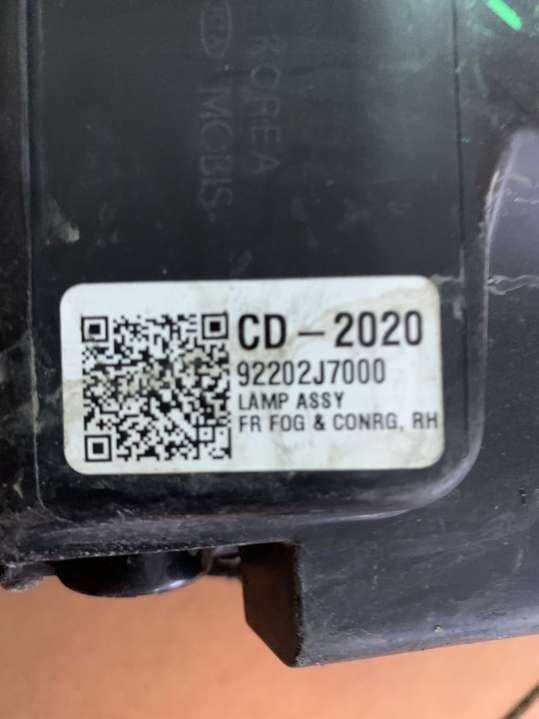 KOREA
MOBIS
CD-2020
92202J7000
LAMP ASSY
FR FOG & CONRG, RH